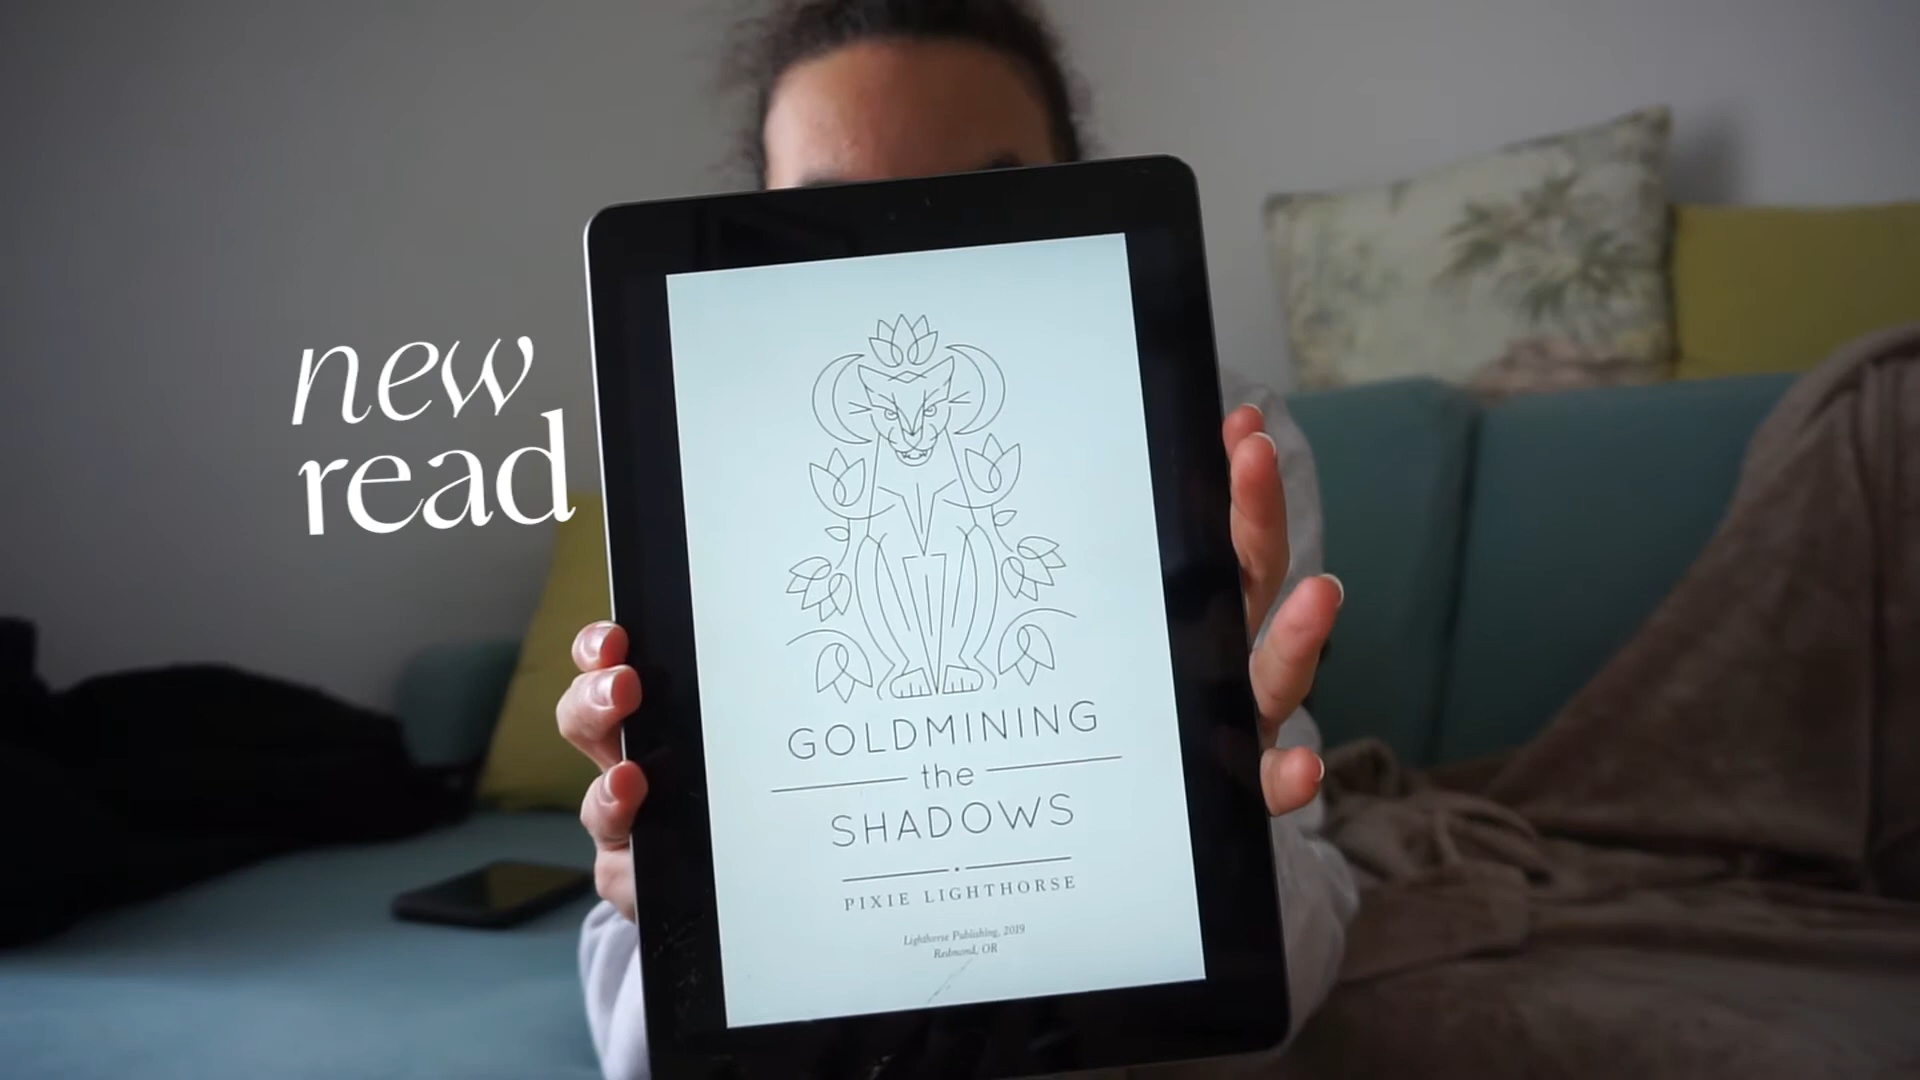 new
read
GOLDMINING
the
SHADOWS
PIXIE LIGHTHORSE
Lighthorse Publishing, 2019
Redmond, OR